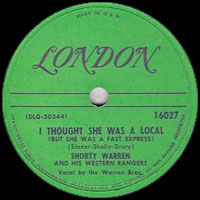 MADE IN U.S.A.
LONDON
(DLG-50344)
16027
I THOUGHT SHE WAS A LOCAL
(BUT SHE WAS A FAST EXPRESS)
(Staner-Shelly-Drury)
SHORTY WARREN
AND HIS WESTERN RANGERS
Vocal by the Warren Bros.